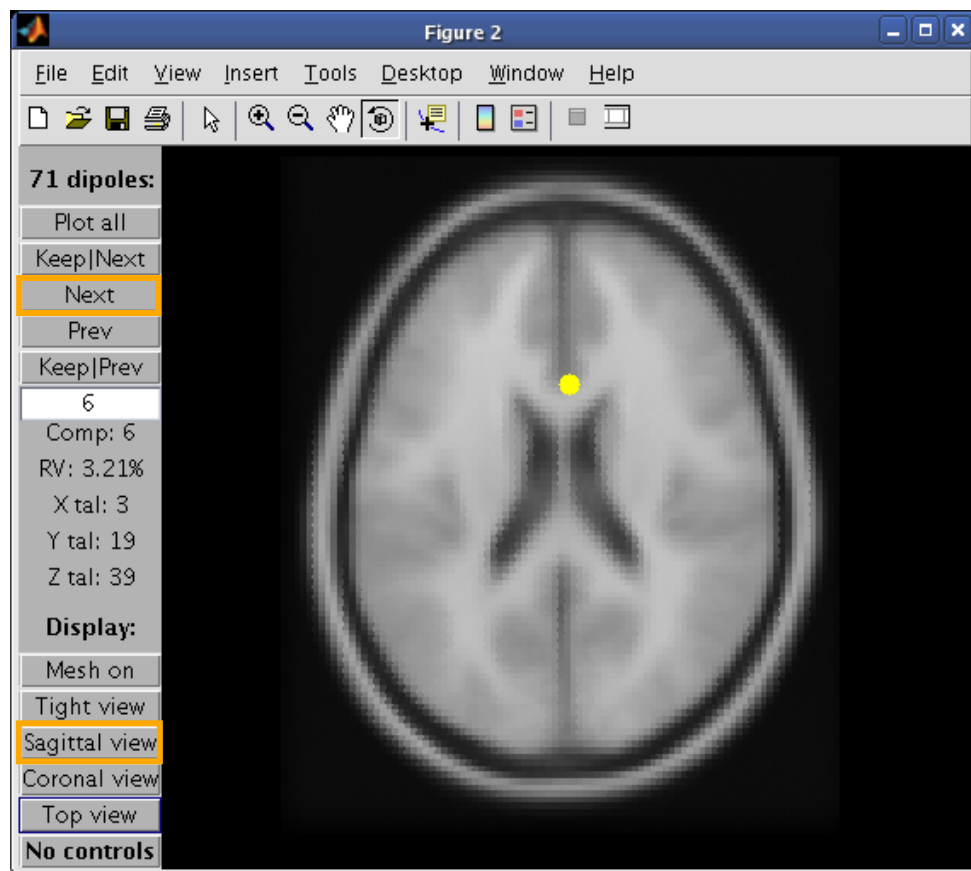 Figure 2
File Edit View Insert Tools Desktop Window Help
71 dipoles:
Plot all
Keep|Next
Next
Prev
Keep|Prev
6
Comp: 6
RV: 3.21%
X tal: 3
Y tal: 19
Z tal: 39
Display:
Mesh on
Tight view
Sagittal view
Coronal view
Top view
No controls